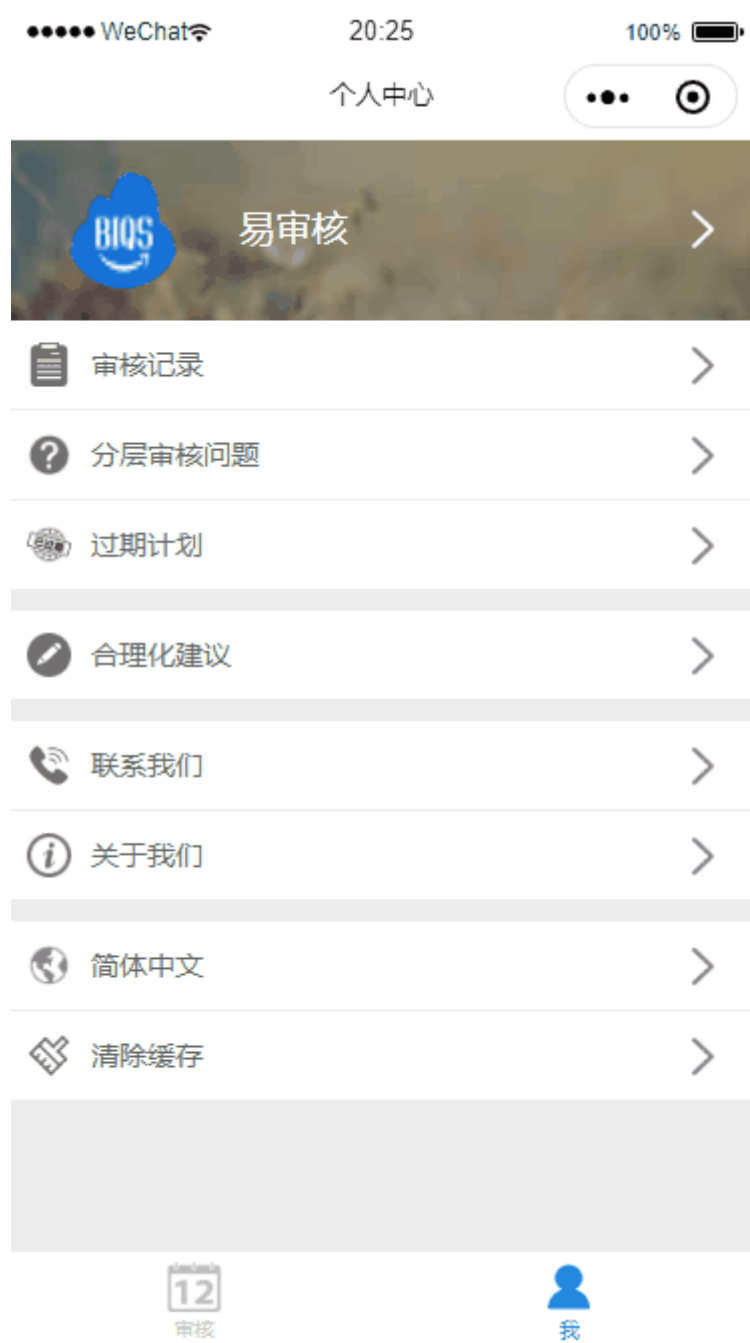 WeChat 20:25 100%
个人中心
BIQS
易审核
审核记录
分层审核问题
过期计划
合理化建议
联系我们
关于我们
简体中文
清除缓存
12
审核 我